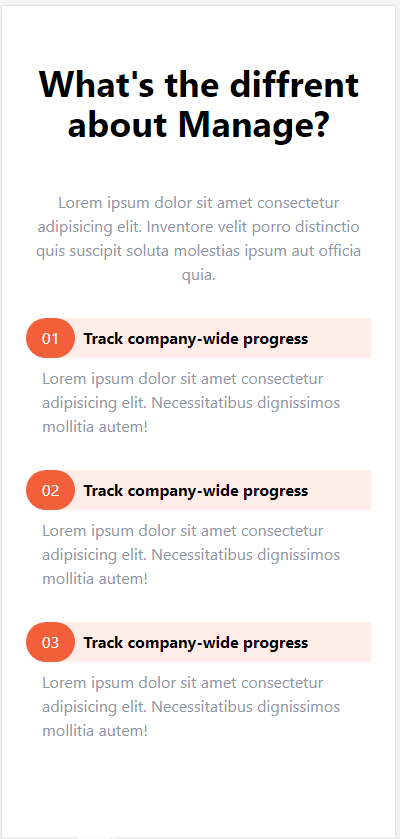 What's the diffrent
about Manage?
Lorem ipsum dolor sit amet consectetur
adipisicing elit. Inventore velit porro distinctio
quis suscipit soluta molestias ipsum aut officia
quia.
01 Track company-wide progress
Lorem ipsum dolor sit amet consectetur
adipisicing elit. Necessitatibus dignissimos
mollitia autem!
02 Track company-wide progress
Lorem ipsum dolor sit amet consectetur
adipisicing elit. Necessitatibus dignissimos
mollitia autem!
03 Track company-wide progress
Lorem ipsum dolor sit amet consectetur
adipisicing elit. Necessitatibus dignissimos
mollitia autem!